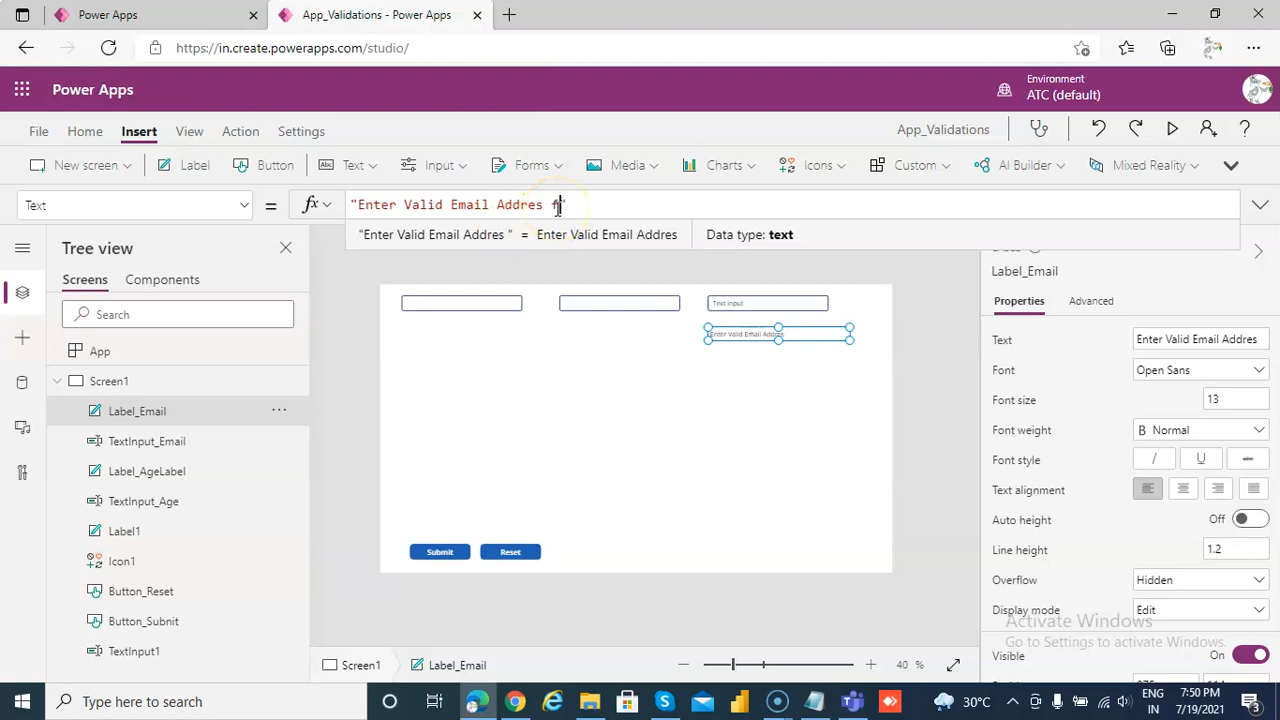 Power Apps
App_Validations - Power Apps
https://in.create.powerapps.com/studio/
Power Apps
Environment
ATC (default)
File Home Insert View Action Settings
App_Validations
New screen Label Button Text Input Forms Media Charts Icons Custom AI Builder Mixed Reality
Text = fx "Enter Valid Email Addres f"
"Enter Valid Email Addres " = Enter Valid Email Addres Data type: text
Tree view
Screens Components
Search
App
Screen1
Label_Email
TextInput_Email
Label_AgeLabel
TextInput_Age
Label1
Icon1
Button_Reset
Button_Submit
TextInput1
Text input
Enter Valid Email Addres
Submit Reset
Screen1 Label_Email 40 %
Label_Email
Properties Advanced
Text Enter Valid Email Addres
Font Open Sans
Font size 13
Font weight B Normal
Font style
Text alignment
Auto height Off
Line height 1.2
Overflow Hidden
Display mode Edit
Visible On
Activate Windows
Go to Settings to activate Windows.
Type here to search
30°C
ENG
IN
7:50 PM
7/19/2021
3